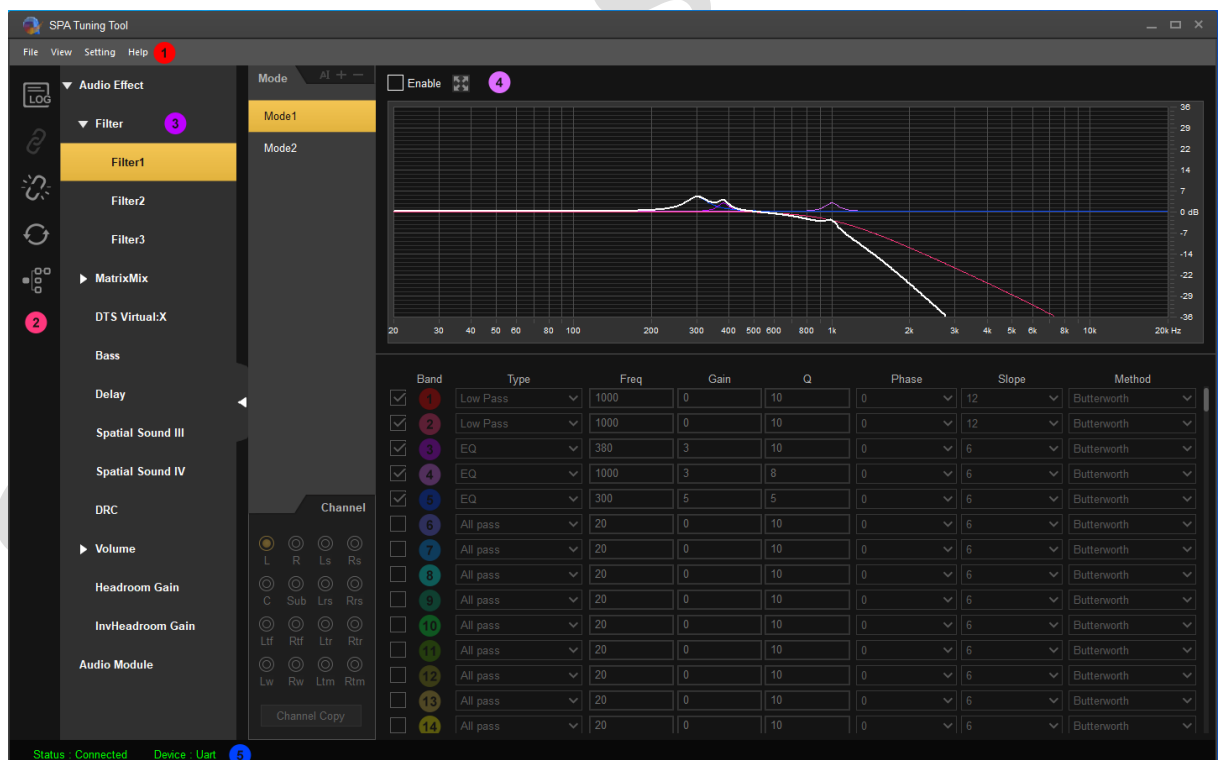 SPA Tuning Tool
File View Setting Help 1
LOG
2
Audio Effect
Filter 3
Filter1
Filter2
Filter3
MatrixMix
DTS Virtual:X
Bass
Delay
Spatial Sound III
Spatial Sound IV
DRC
Volume
Headroom Gain
InvHeadroom Gain
Audio Module
Mode AI + −
Mode1
Mode2
Channel
L R Ls Rs
C Sub Lrs Rrs
Ltf Rtf Ltr Rtr
Lw Rw Ltm Rtm
Channel Copy
Enable 4
36
29
22
14
7
0 dB
-7
-14
-22
-29
-36
20 30 40 50 60 80 100 200 300 400 500 600 800 1k 2k 3k 4k 5k 6k 8k 10k 20k Hz
Band Type Freq Gain Q Phase Slope Method
1 Low Pass 1000 0 10 0 12 Butterworth
2 Low Pass 1000 0 10 0 12 Butterworth
3 EQ 380 3 10 0 6 Butterworth
4 EQ 1000 3 8 0 6 Butterworth
5 EQ 300 5 5 0 6 Butterworth
6 All pass 20 0 10 0 6 Butterworth
7 All pass 20 0 10 0 6 Butterworth
8 All pass 20 0 10 0 6 Butterworth
9 All pass 20 0 10 0 6 Butterworth
10 All pass 20 0 10 0 6 Butterworth
11 All pass 20 0 10 0 6 Butterworth
12 All pass 20 0 10 0 6 Butterworth
13 All pass 20 0 10 0 6 Butterworth
14 All pass 20 0 10 0 6 Butterworth
Status : Connected Device : Uart 5